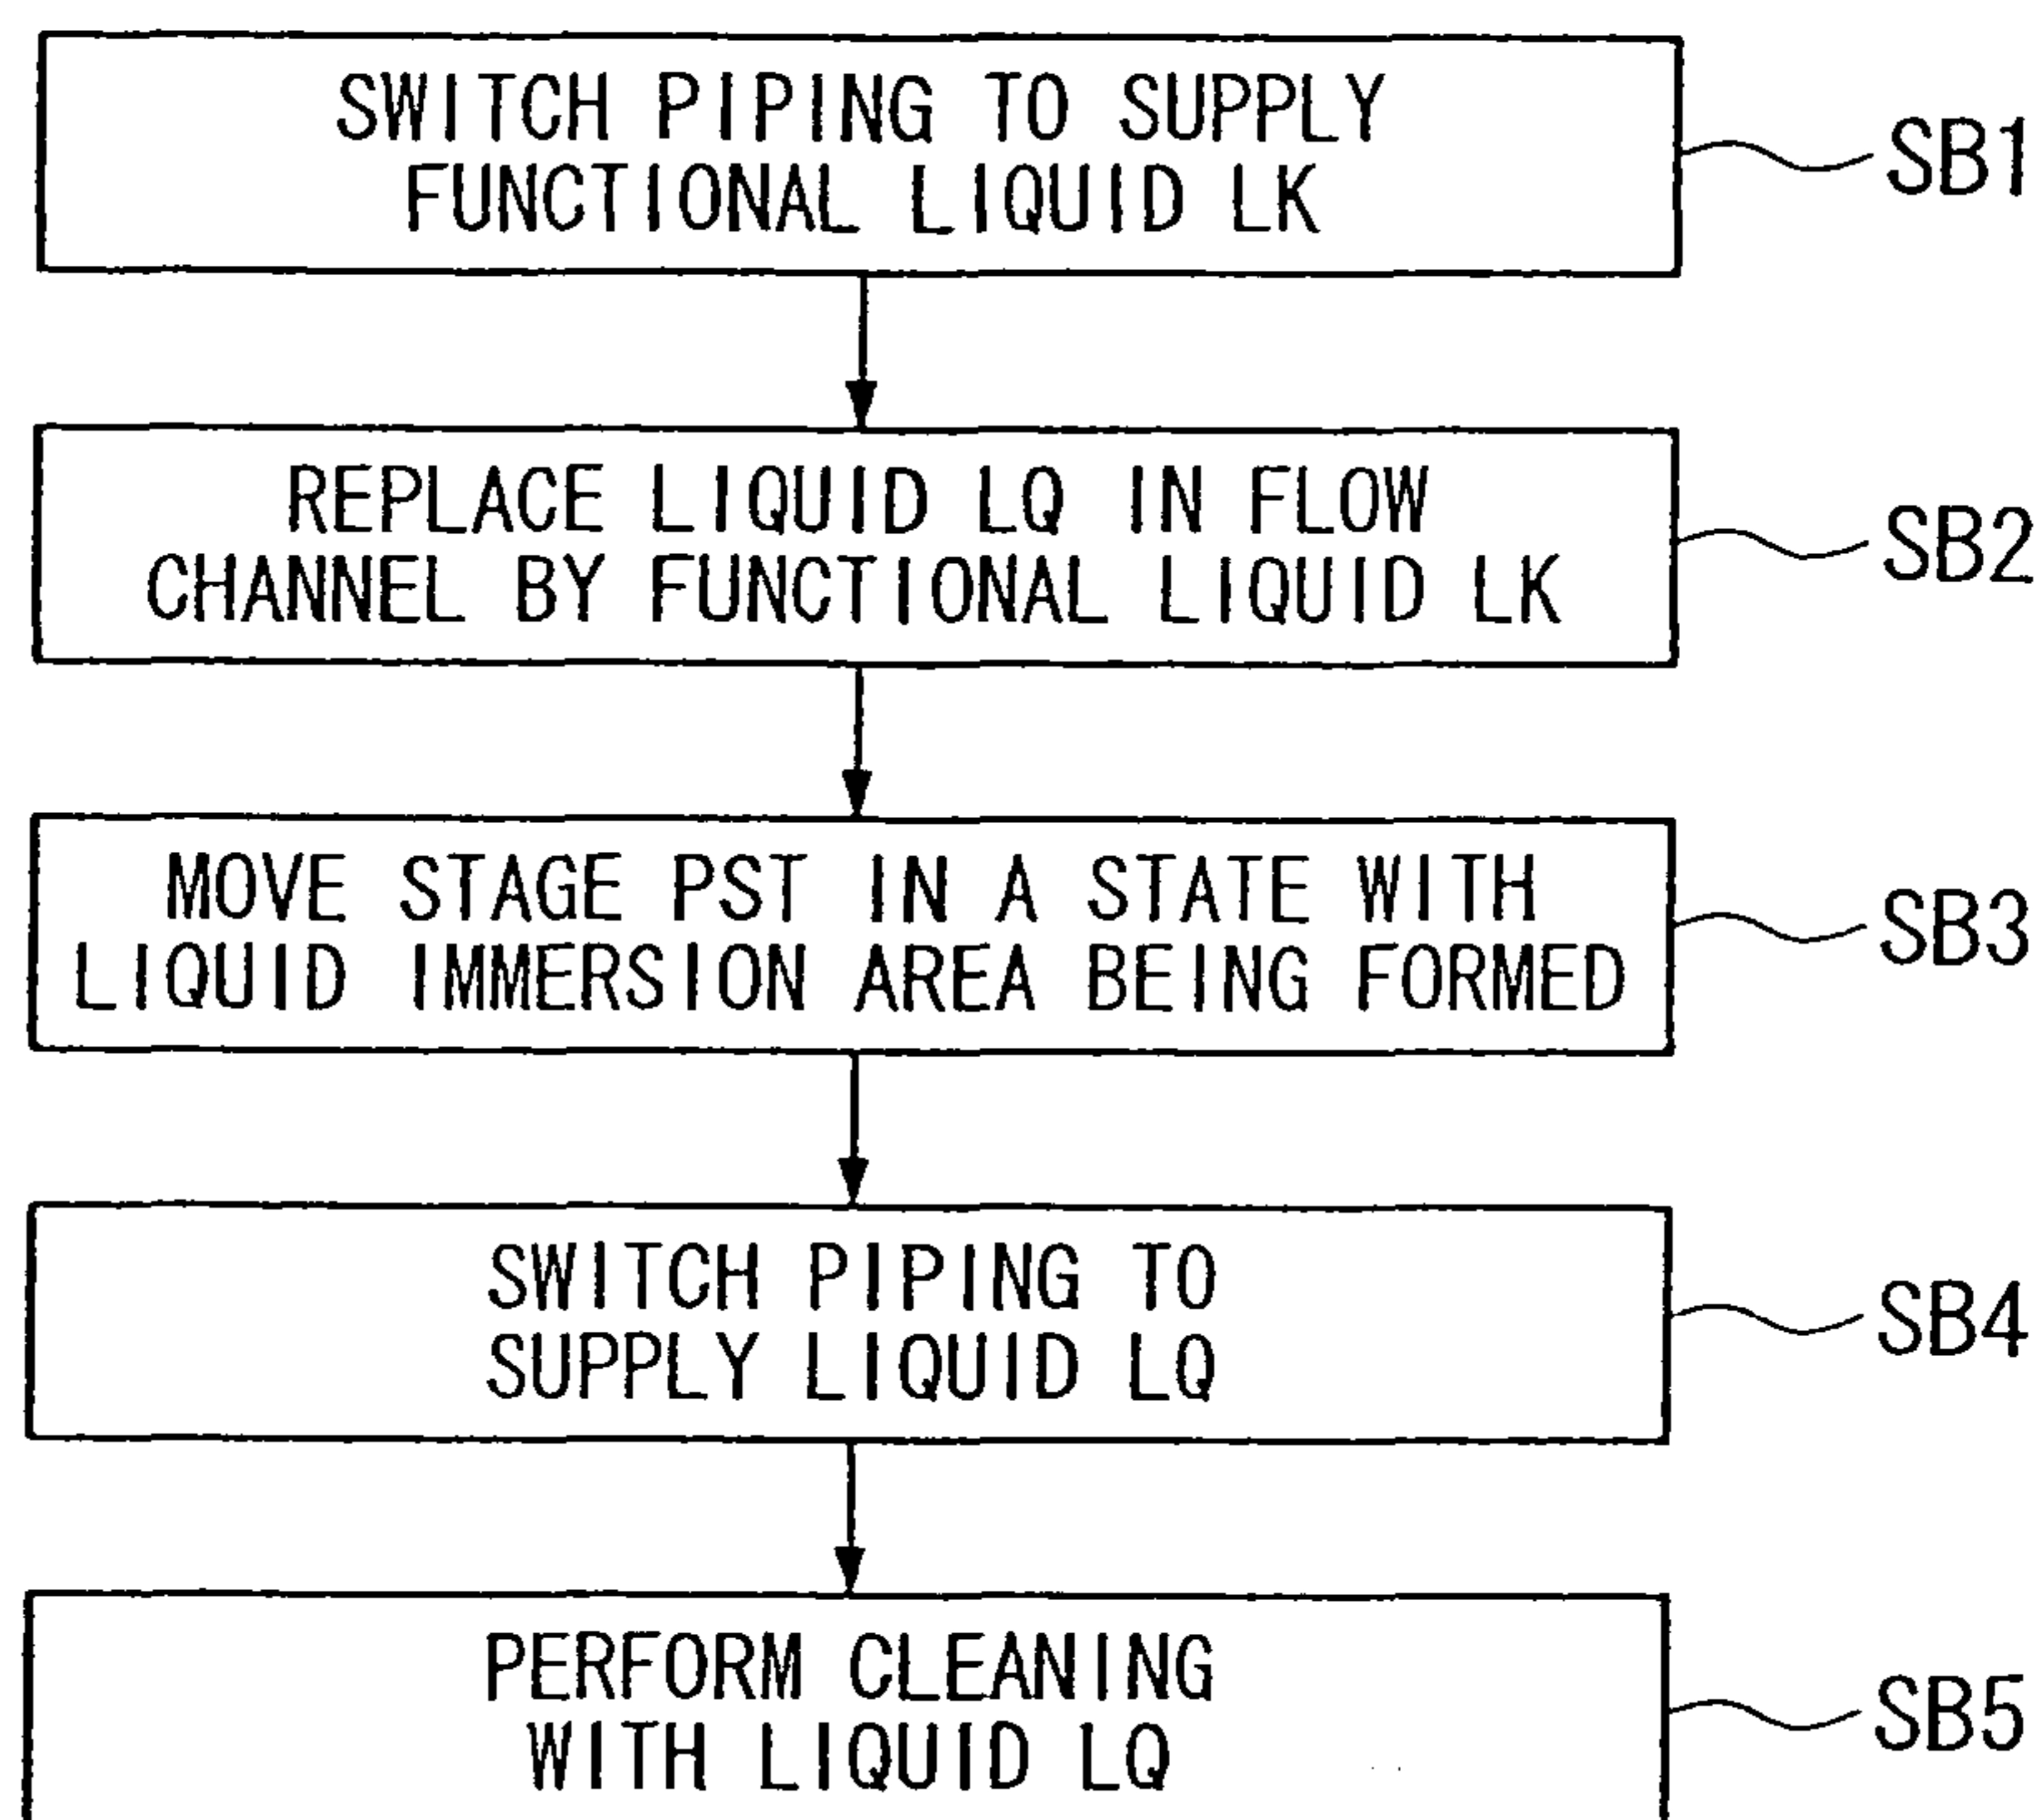 SWITCH PIPING TO SUPPLY
FUNCTIONAL LIQUID LK
SB1
REPLACE LIQUID LQ IN FLOW
CHANNEL BY FUNCTIONAL LIQUID LK
SB2
MOVE STAGE PST IN A STATE WITH
LIQUID IMMERSION AREA BEING FORMED
SB3
SWITCH PIPING TO
SUPPLY LIQUID LQ
SB4
PERFORM CLEANING
WITH LIQUID LQ
SB5